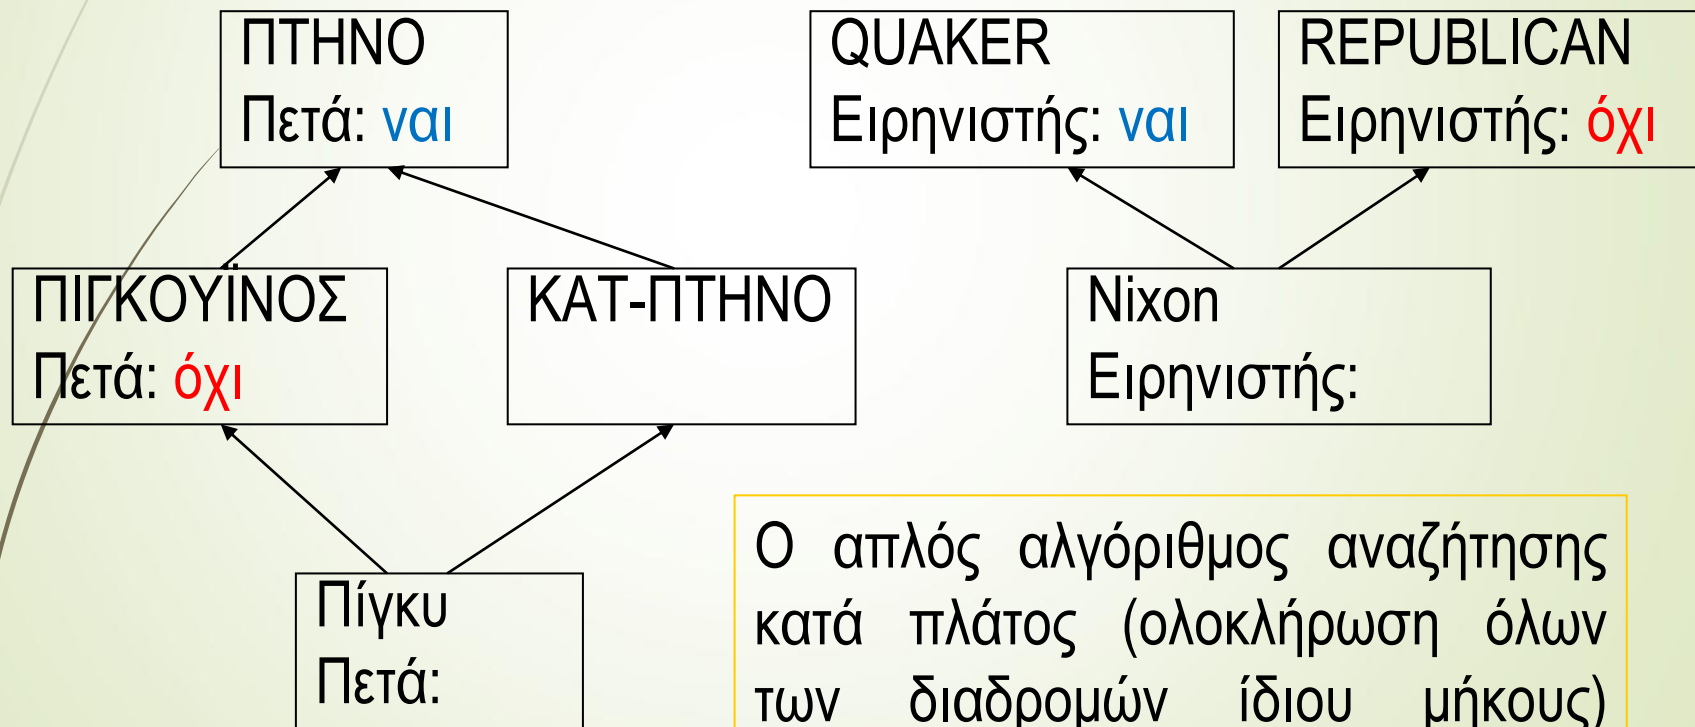 ΠΤΗΝΟ
Πετά: ναι
QUAKER
Ειρηνιστής: ναι
REPUBLICAN
Ειρηνιστής: όχι
ΠΙΓΚΟΥΪΝΟΣ
Πετά: όχι
ΚΑΤ-ΠΤΗΝΟ
Nixon
Ειρηνιστής:
Πίγκυ
Πετά:
Ο απλός αλγόριθμος αναζήτησης
κατά πλάτος (ολοκλήρωση όλων
των διαδρομών ίδιου μήκους)